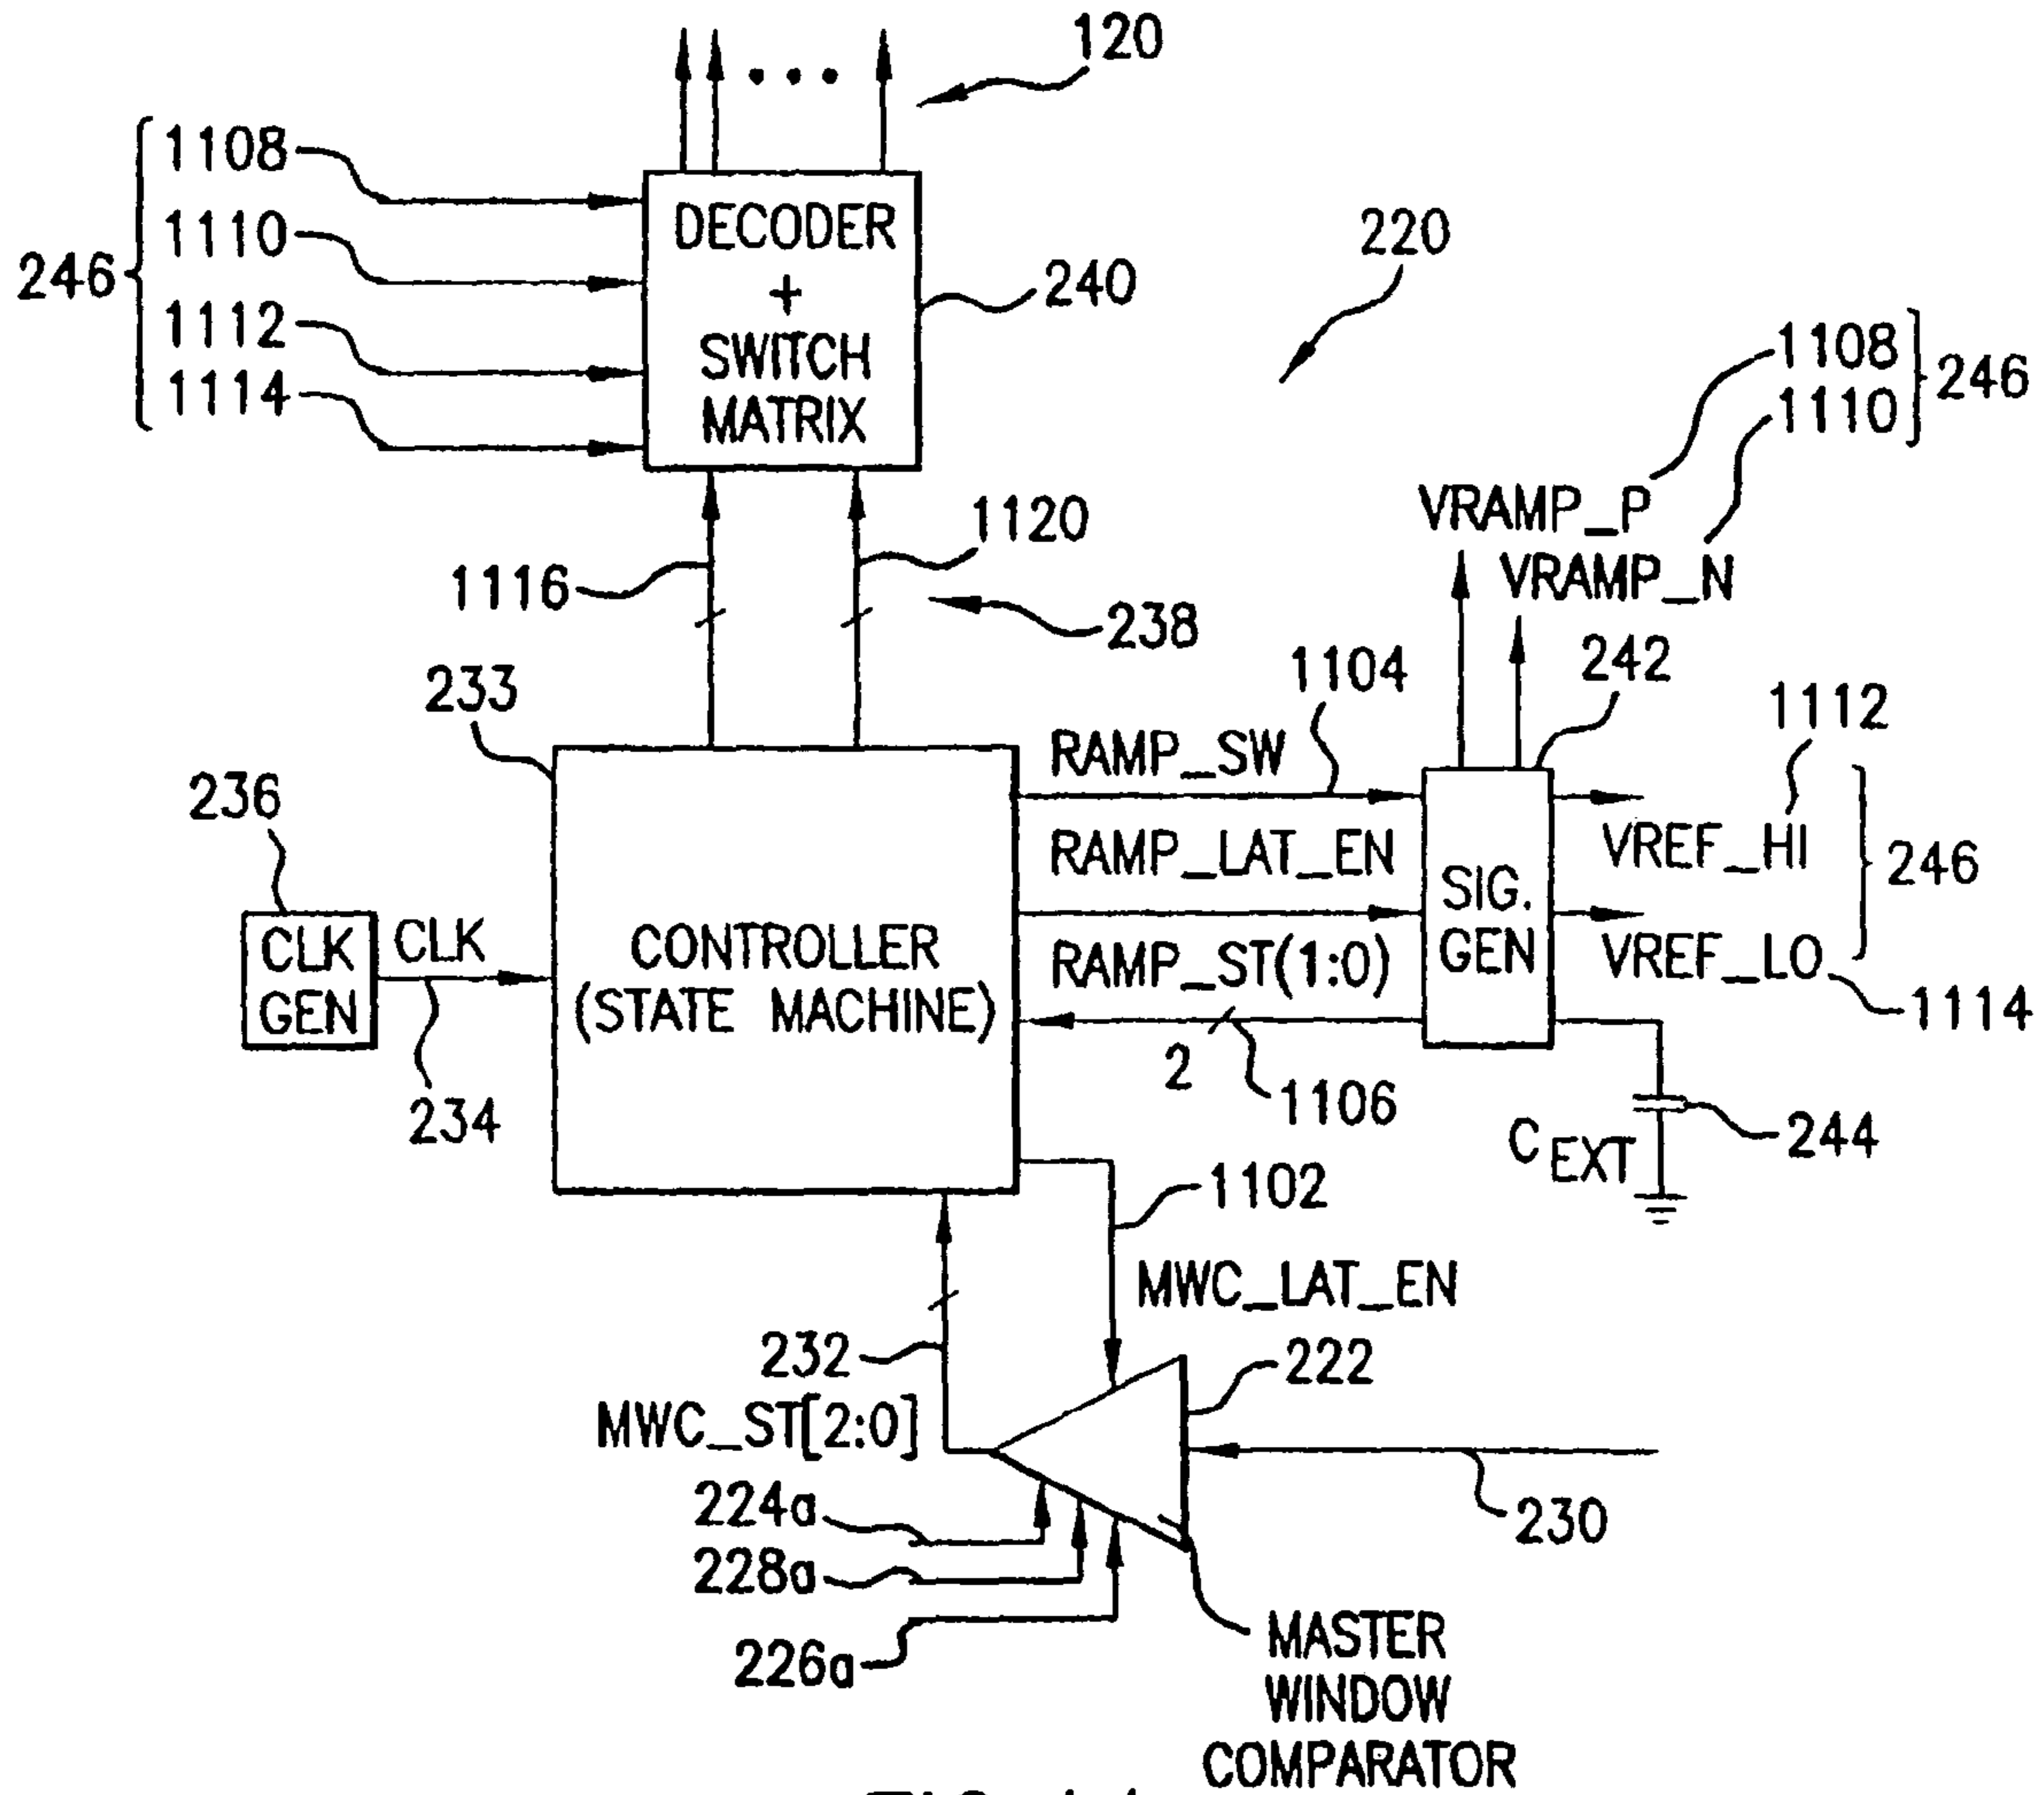 120
1108
1110
246
1112
1114
DECODER
+
SWITCH
MATRIX
240
220
1108
1110
246
VRAMP_P
VRAMP_N
1116
1120
238
233
1104
242
1112
236
RAMP_SW
RAMP_LAT_EN
RAMP_ST(1:0)
SIG.
GEN
VREF_HI
246
VREF_LO
1114
CLK
GEN
CLK
234
CONTROLLER
(STATE MACHINE)
2
1106
C EXT
244
1102
MWC_LAT_EN
232
222
MWC_ST[2:0]
224a
228a
226a
230
MASTER
WINDOW
COMPARATOR